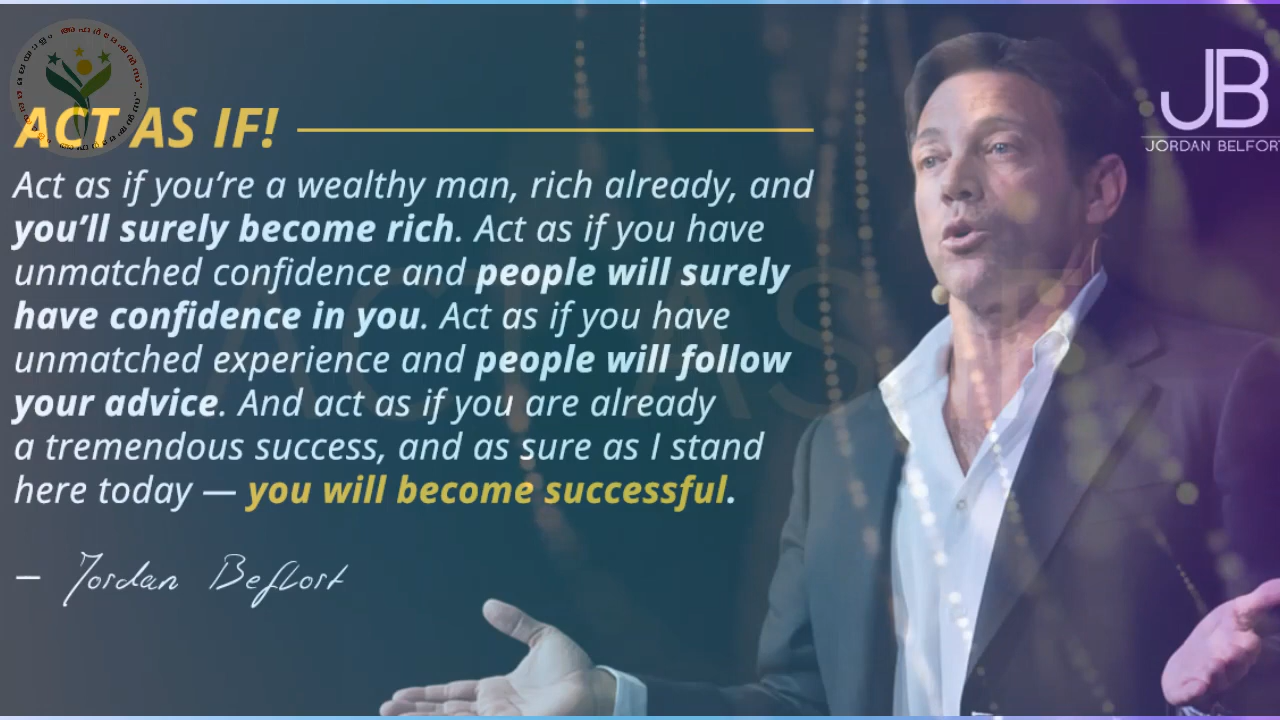 ACT AS IF!
Act as if you’re a wealthy man, rich already, and
you’ll surely become rich. Act as if you have
unmatched confidence and people will surely
have confidence in you. Act as if you have
unmatched experience and people will follow
your advice. And act as if you are already
a tremendous success, and as sure as I stand
here today — you will become successful.
— Jordan Belfort
JB
JORDAN BELFORT
ACT AS IF